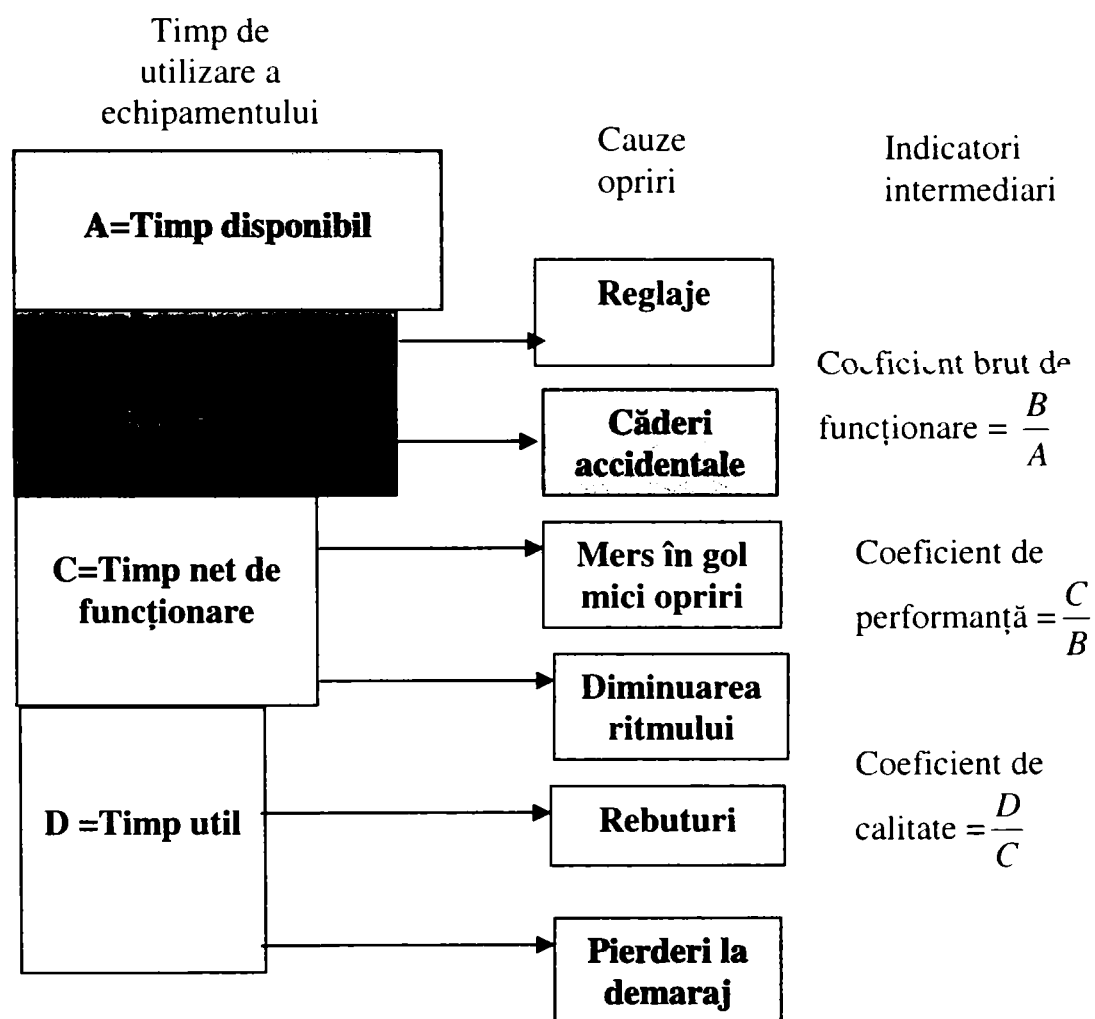 Timp de
utilizare a
echipamentului
Cauze
opriri
Indicatori
intermediari
A=Timp disponibil
Reglaje
Coeficient brut de
funcționare = B/A
Căderi
accidentale
C=Timp net de
funcționare
Mers în gol
mici opriri
Coeficient de
performanță = C/B
Diminuarea
ritmului
D =Timp util
Rebuturi
Coeficient de
calitate = D/C
Pierderi la
demaraj